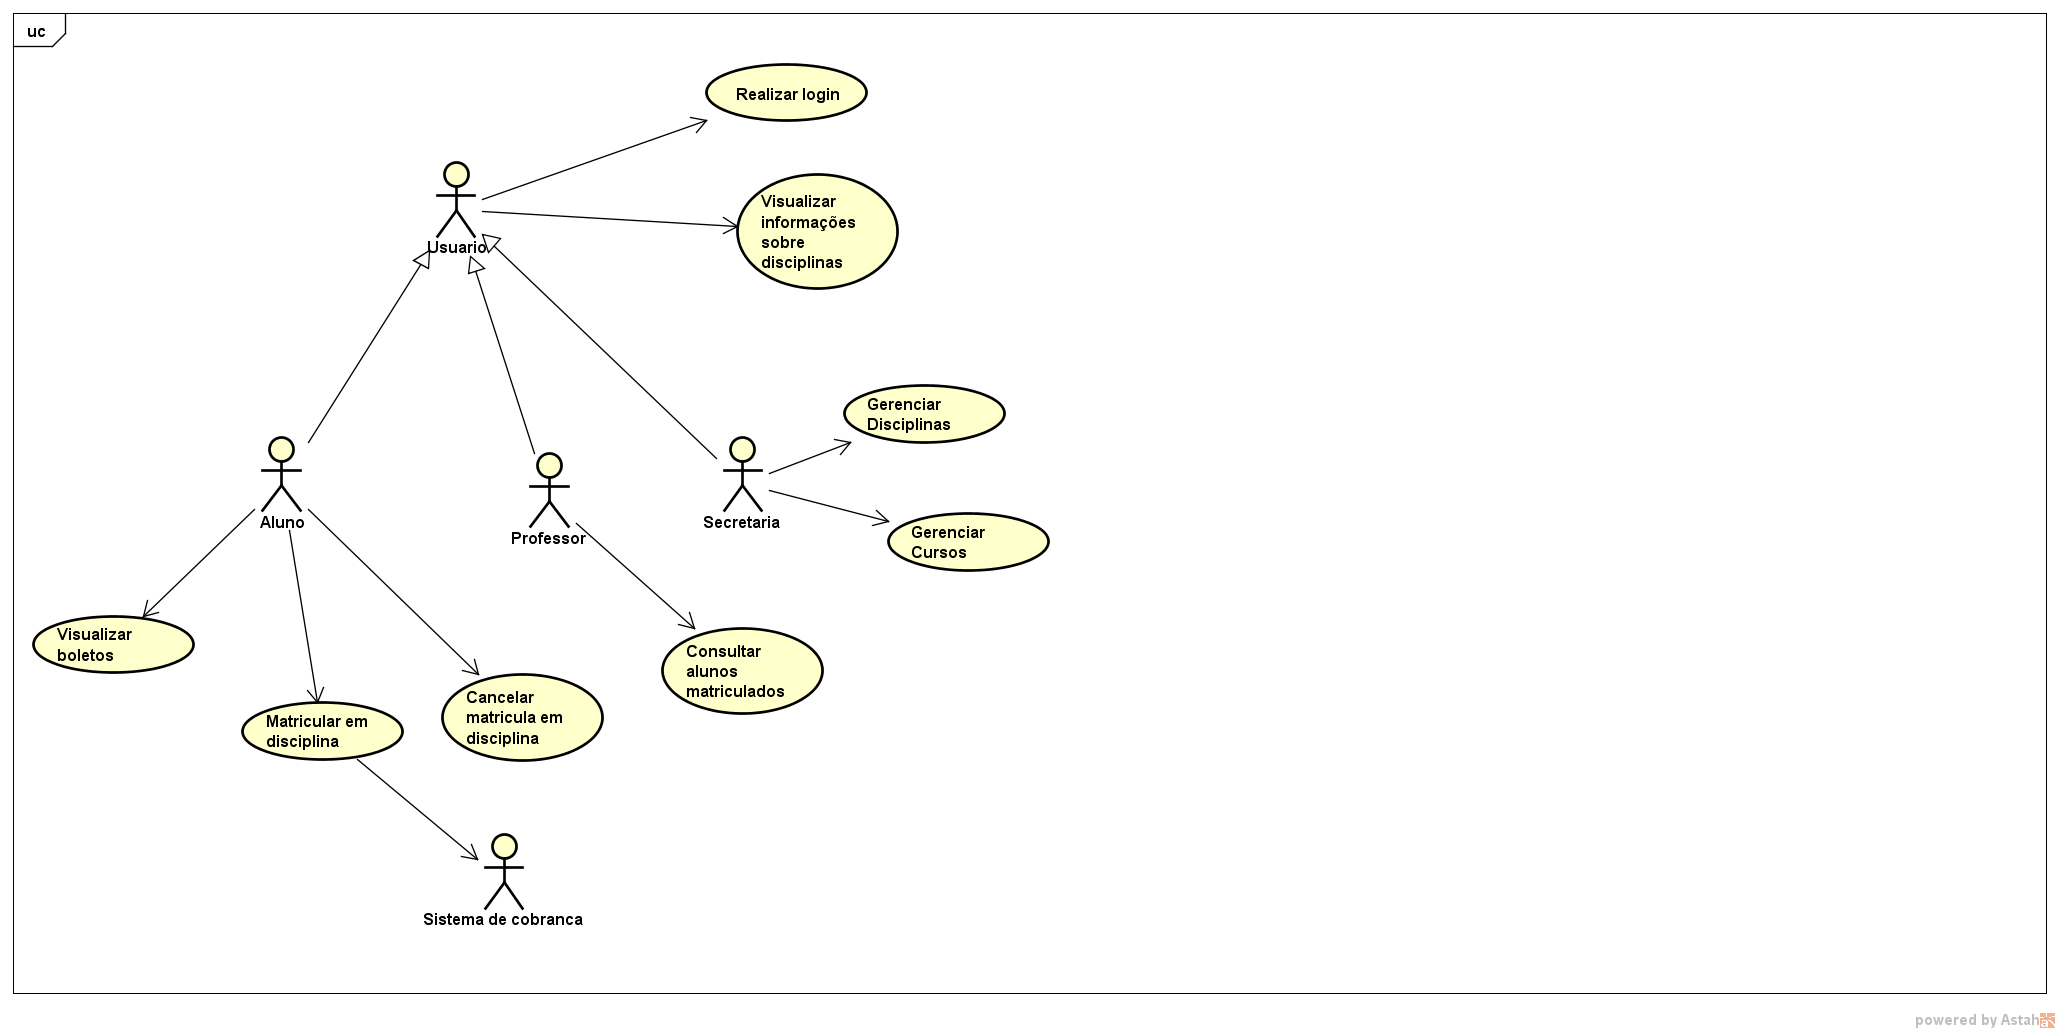 uc
Realizar login
Visualizar
informações
sobre
disciplinas
Usuario
Gerenciar
Disciplinas
Aluno
Professor
Secretaria
Gerenciar
Cursos
Visualizar
boletos
Matricular em
disciplina
Cancelar
matricula em
disciplina
Consultar
alunos
matriculados
Sistema de cobranca
powered by Astah